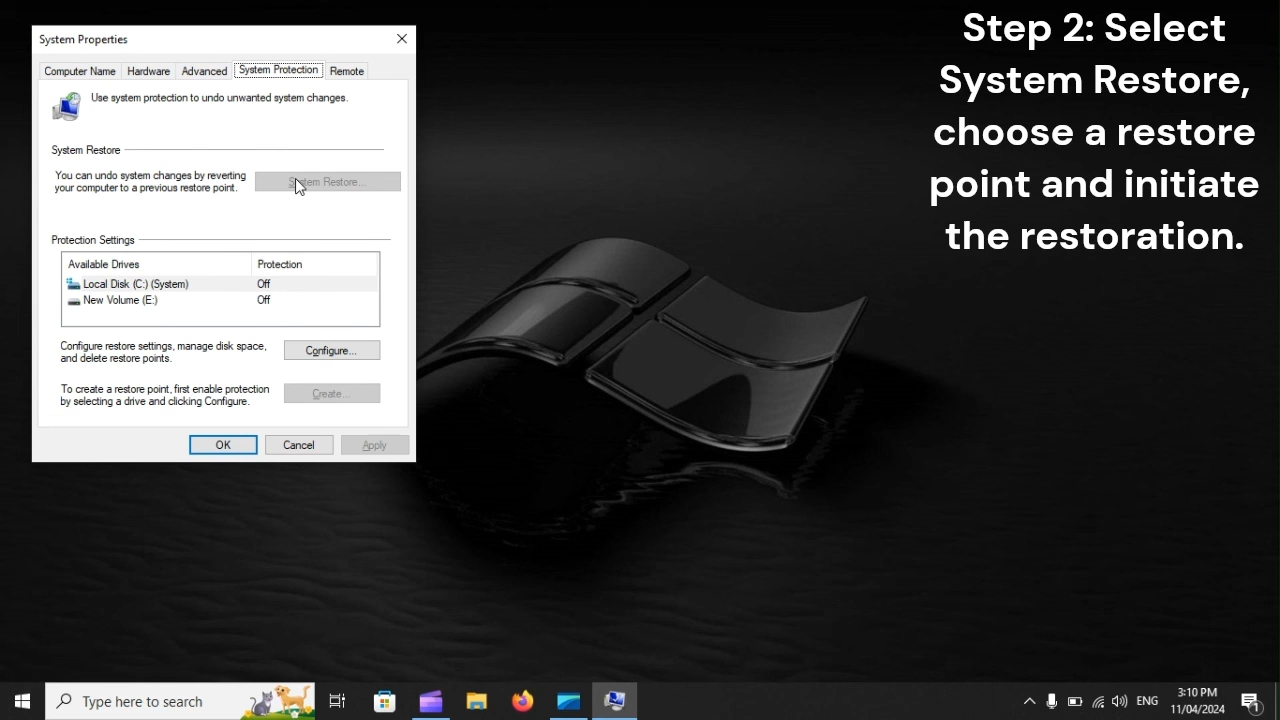 System Properties
Computer Name
Hardware
Advanced
System Protection
Remote
Use system protection to undo unwanted system changes.
System Restore
You can undo system changes by reverting
your computer to a previous restore point.
System Restore...
Protection Settings
Available Drives
Protection
Local Disk (C:) (System)
Off
New Volume (E:)
Off
Configure restore settings, manage disk space,
and delete restore points.
Configure...
To create a restore point, first enable protection
by selecting a drive and clicking Configure.
Create...
OK
Cancel
Apply
Step 2: Select
System Restore,
choose a restore
point and initiate
the restoration.
Type here to search
ENG
3:10 PM
11/04/2024
1